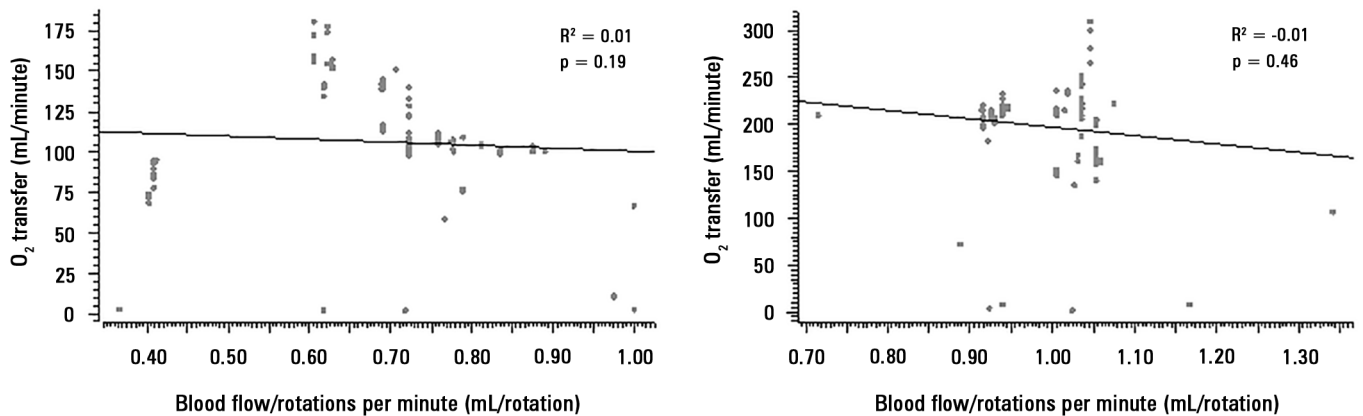 175
150
125
100
75
50
25
0
O2 transfer (mL/minute)
R² = 0.01
p = 0.19
0.40 0.60 0.70 0.80 0.90 1.00
Blood flow/rotations per minute (mL/rotation)
300
250
200
150
100
50
0
O2 transfer (mL/minute)
R² = -0.01
p = 0.46
0.70 0.80 0.90 1.00 1.10 1.20 1.30
Blood flow/rotations per minute (mL/rotation)